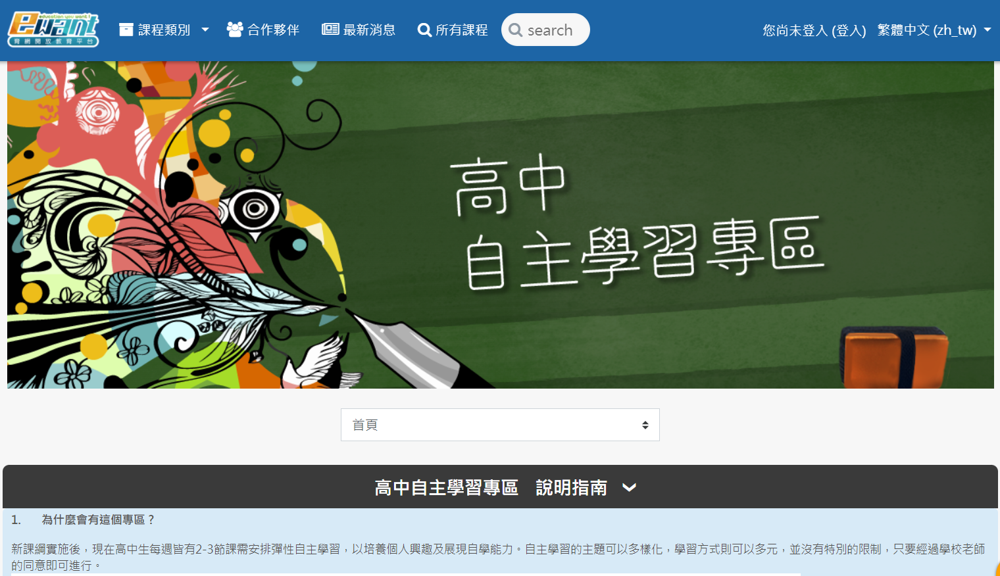 education you want !
ewant
育網開放教育平台
課程類別
合作夥伴
最新消息
所有課程
search
您尚未登入 (登入)
繁體中文 (zh_tw)
高中
自主學習專區
首頁
高中自主學習專區 說明指南
1. 為什麼會有這個專區？
新課綱實施後，現在高中生每週皆有2-3節課需安排彈性自主學習，以培養個人興趣及展現自學能力。自主學習的主題可以多樣化，學習方式則可以多元，並沒有特別的限制，只要經過學校老師
的同意即可進行。